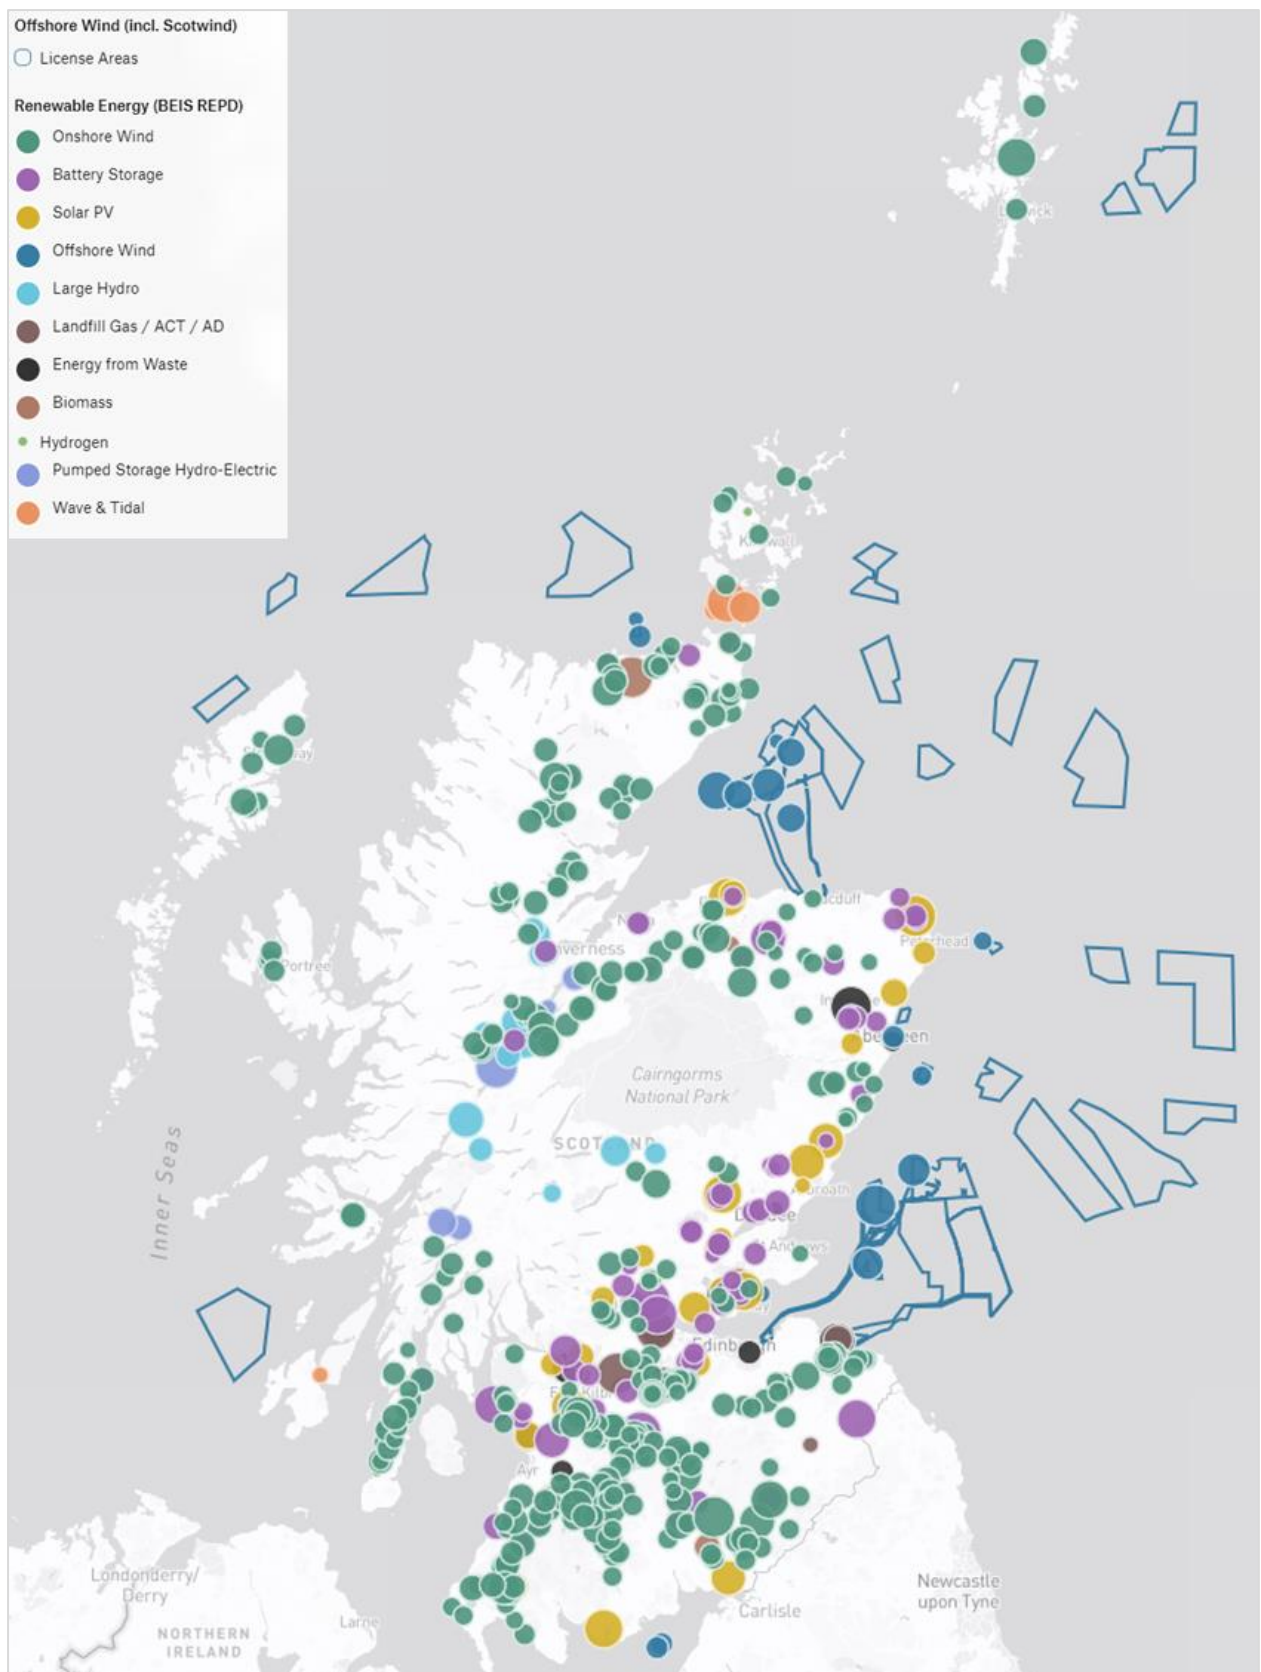 Offshore Wind (incl. Scotwind)
License Areas
Renewable Energy (BEIS REPD)
Onshore Wind
Battery Storage
Solar PV
Offshore Wind
Large Hydro
Landfill Gas / ACT / AD
Energy from Waste
Biomass
Hydrogen
Pumped Storage Hydro-Electric
Wave & Tidal
Portree
Peterhead
Cairngorms
National Park
Inner Seas
Edinburgh
Ayr
Londonderry/
Derry
Larne
NORTHERN
IRELAND
Carlisle
Newcastle
upon Tyne